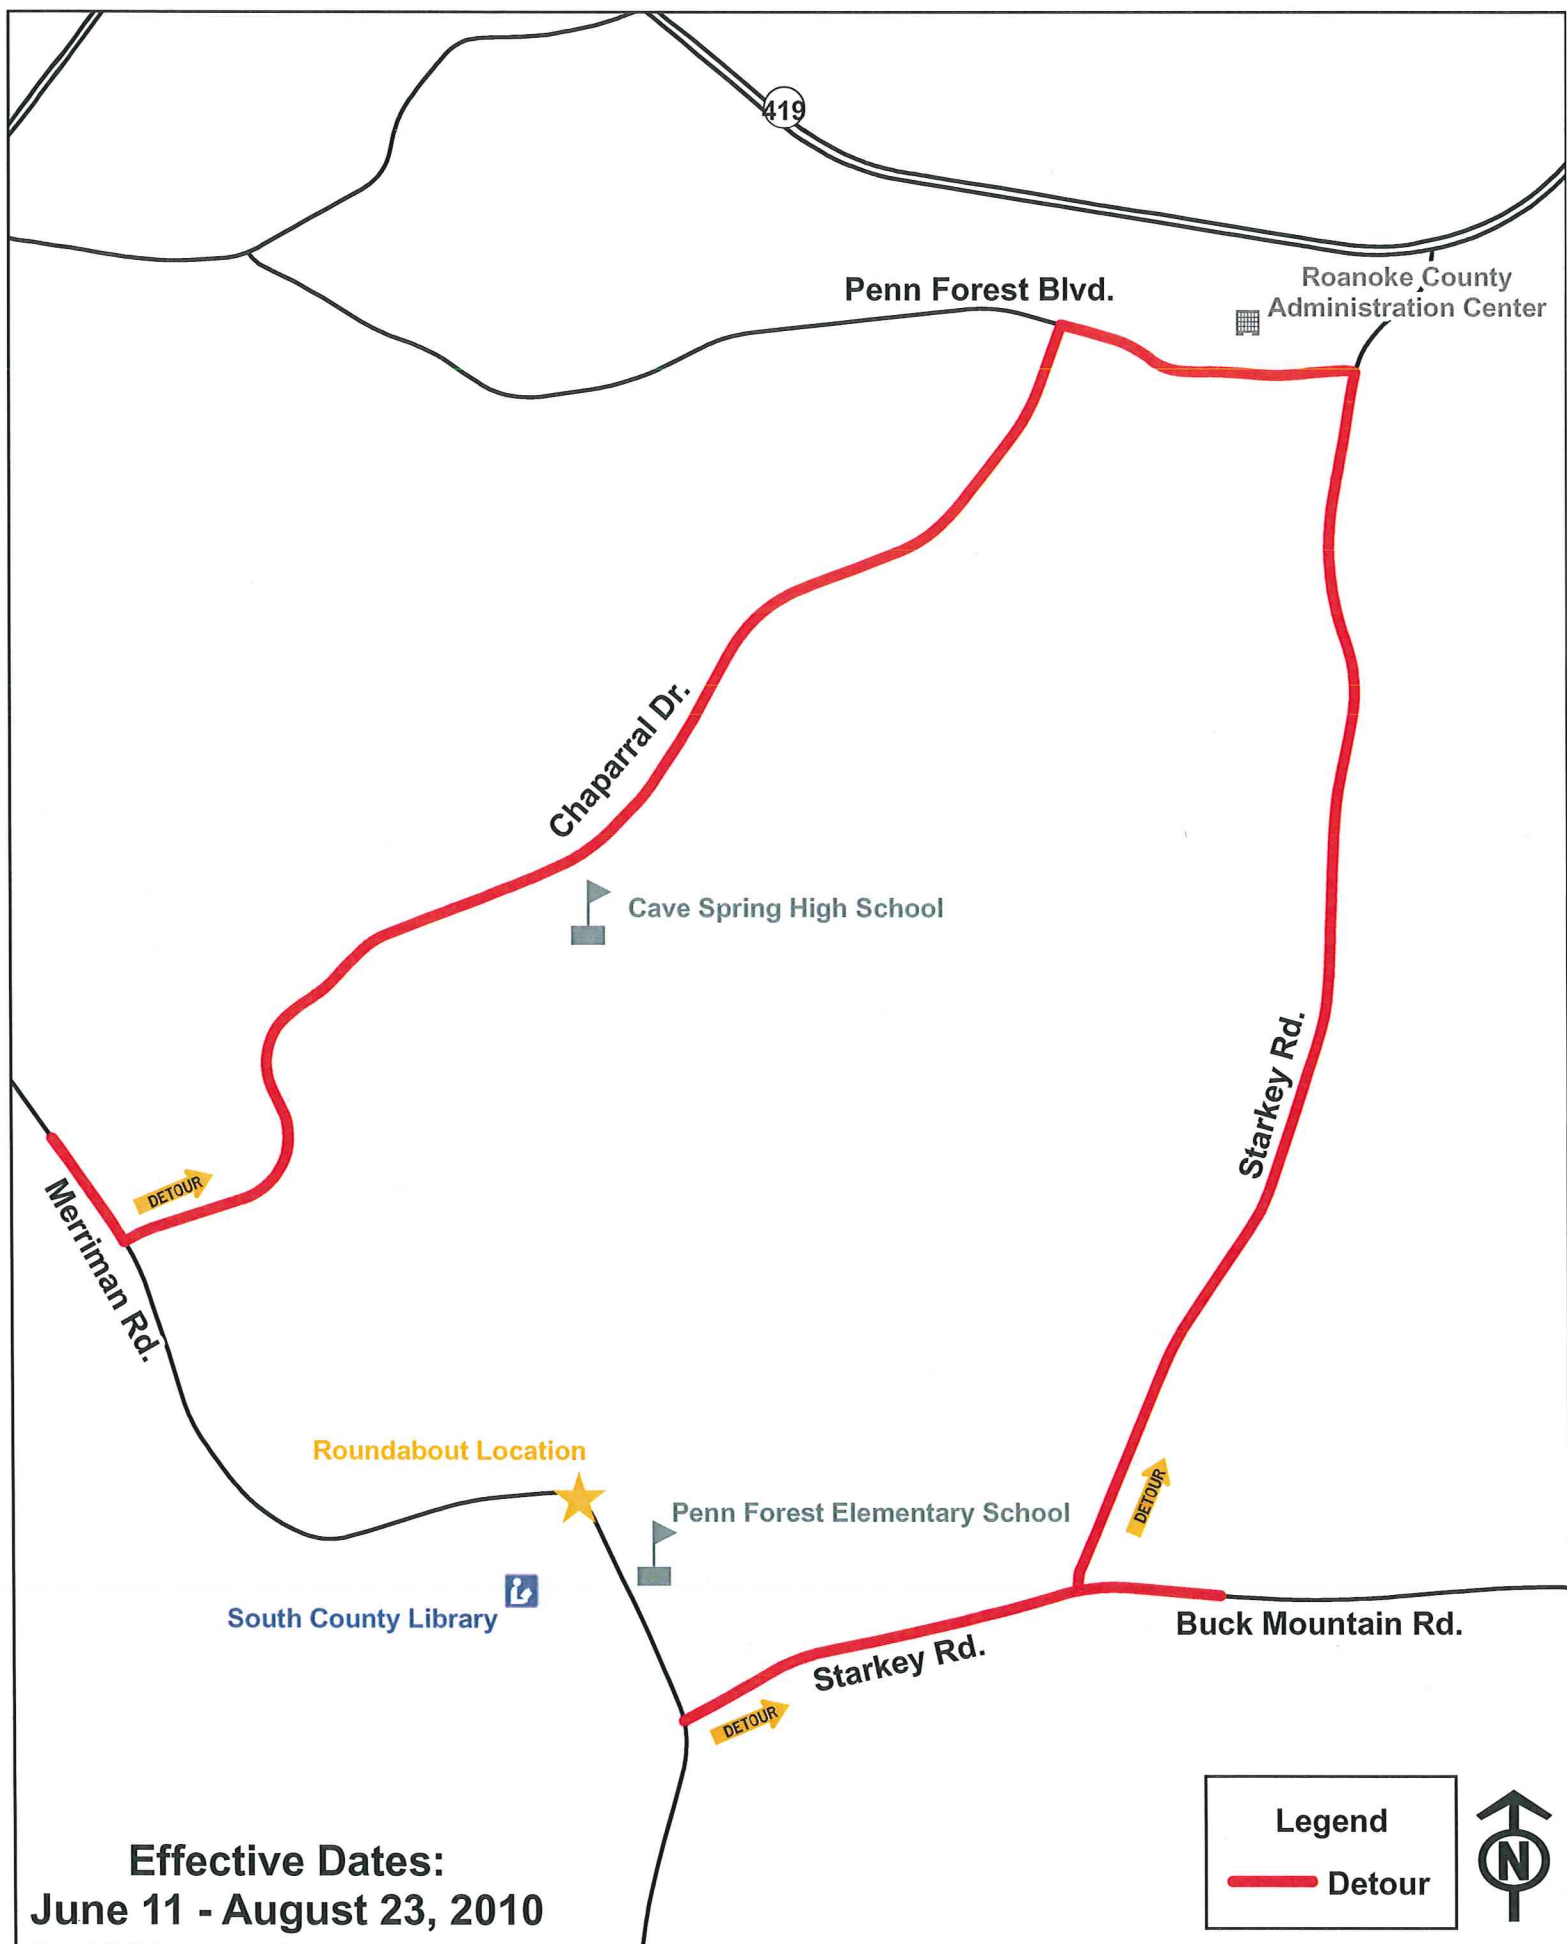 419
Penn Forest Blvd.
Roanoke County
Administration Center
Chaparral Dr.
Cave Spring High School
Starkey Rd.
DETOUR
Merriman Rd.
Roundabout Location
DETOUR
Penn Forest Elementary School
South County Library
Buck Mountain Rd.
Starkey Rd.
DETOUR
Legend
Detour
N
Effective Dates:
June 11 - August 23, 2010